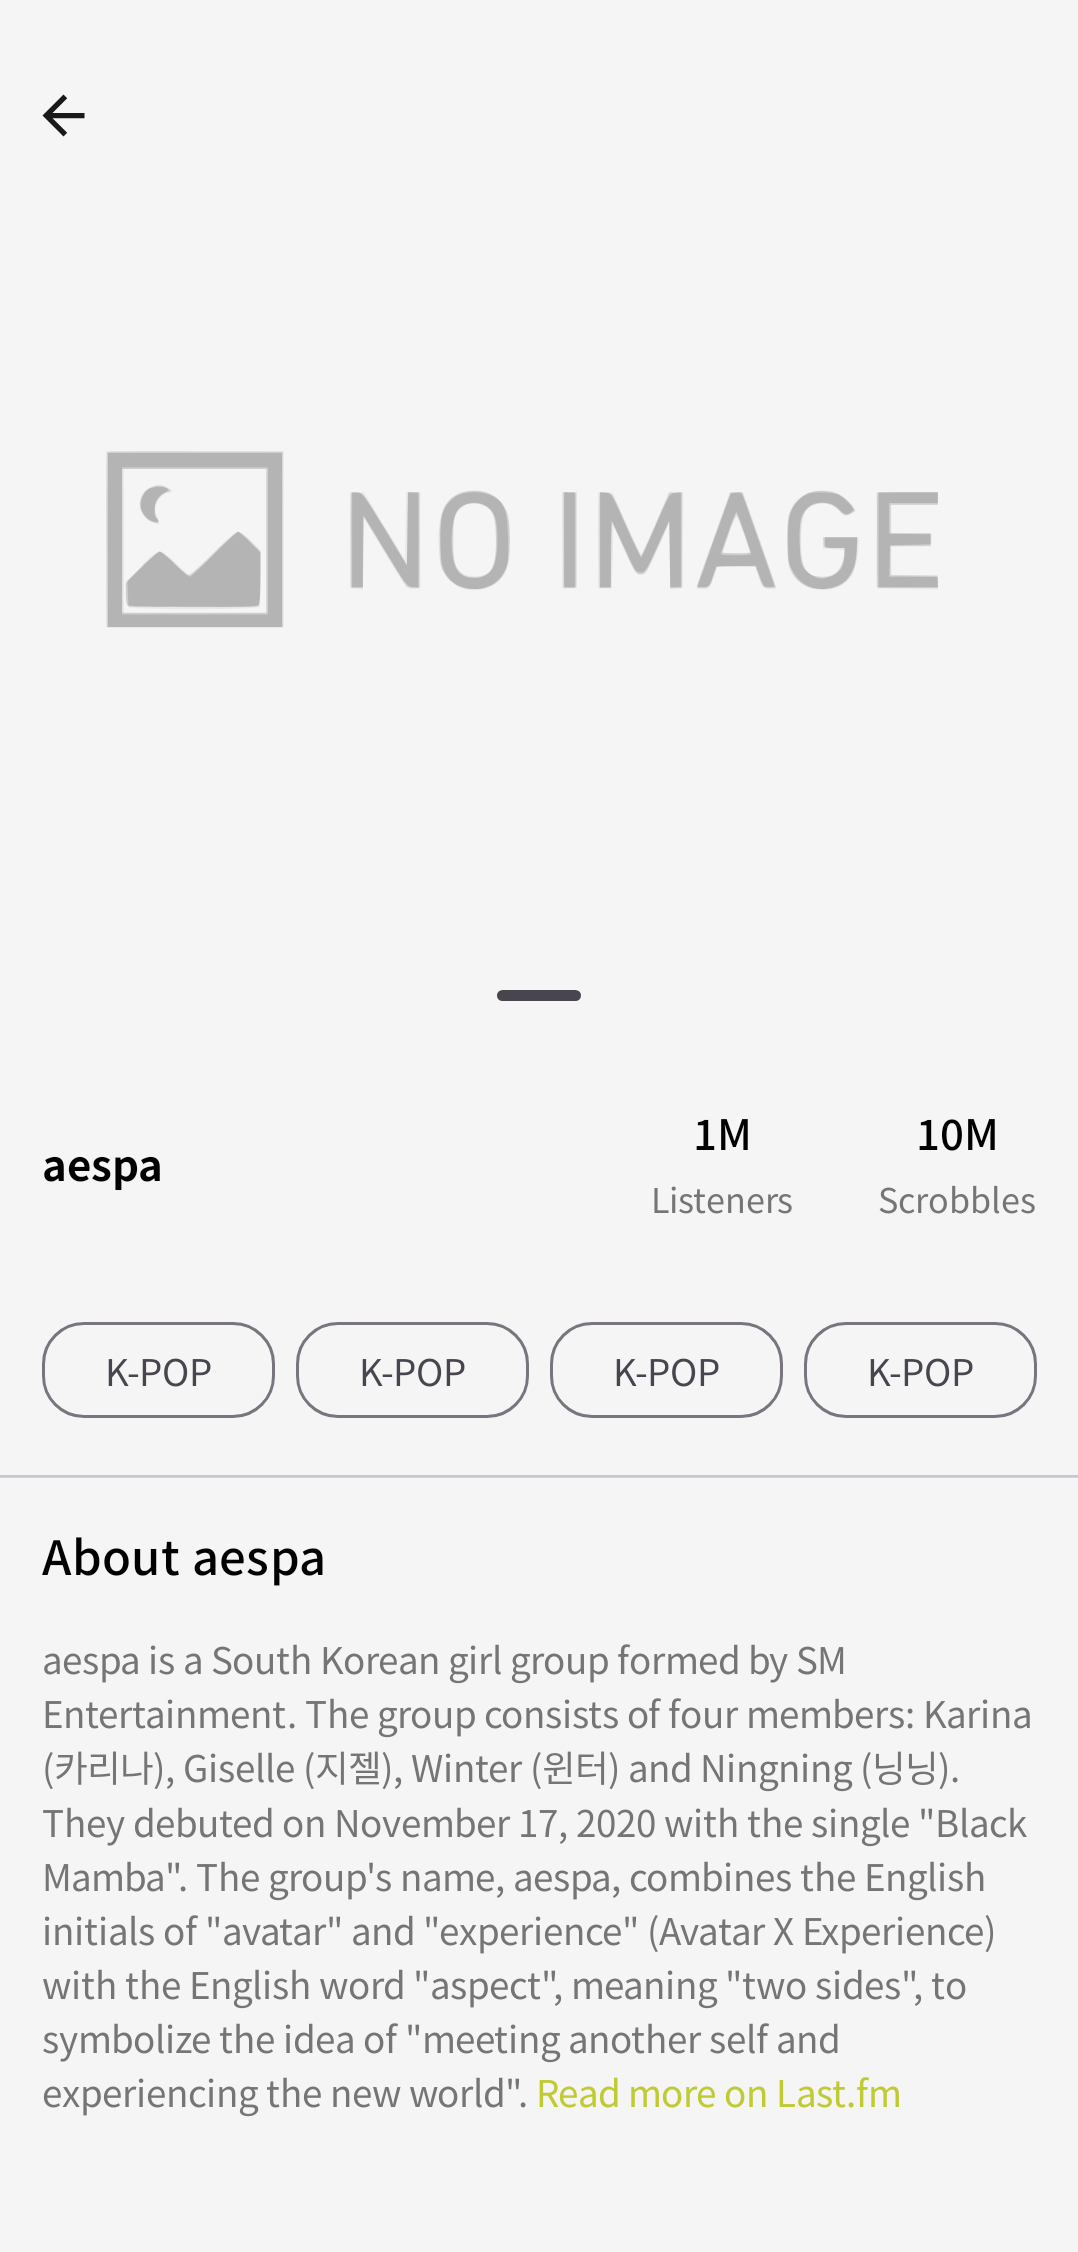 NO IMAGE
aespa
1M
Listeners
10M
Scrobbles
K-POP
K-POP
K-POP
K-POP
About aespa
aespa is a South Korean girl group formed by SM
Entertainment. The group consists of four members: Karina
(카리나), Giselle (지젤), Winter (윈터) and Ningning (닝닝).
They debuted on November 17, 2020 with the single "Black
Mamba". The group's name, aespa, combines the English
initials of "avatar" and "experience" (Avatar X Experience)
with the English word "aspect", meaning "two sides", to
symbolize the idea of "meeting another self and
experiencing the new world". Read more on Last.fm